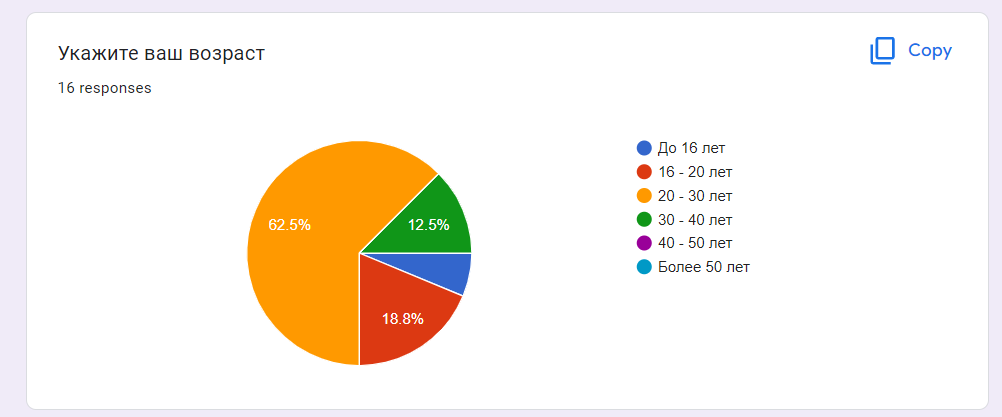 Укажите ваш возраст
Copy
16 responses
До 16 лет
16 - 20 лет
20 - 30 лет
30 - 40 лет
40 - 50 лет
Более 50 лет
62.5%
12.5%
18.8%